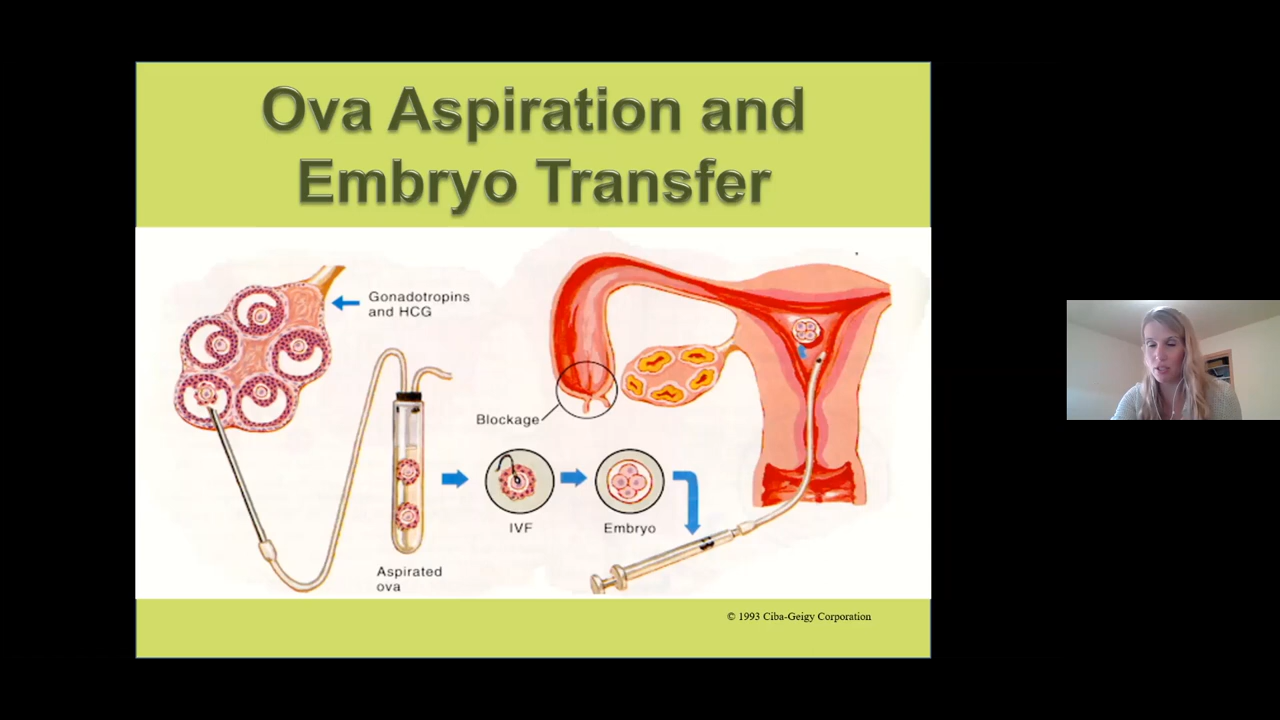 Ova Aspiration and
Embryo Transfer
Gonadotropins
and HCG
Blockage
IVF
Embryo
Aspirated
ova
© 1993 Ciba-Geigy Corporation